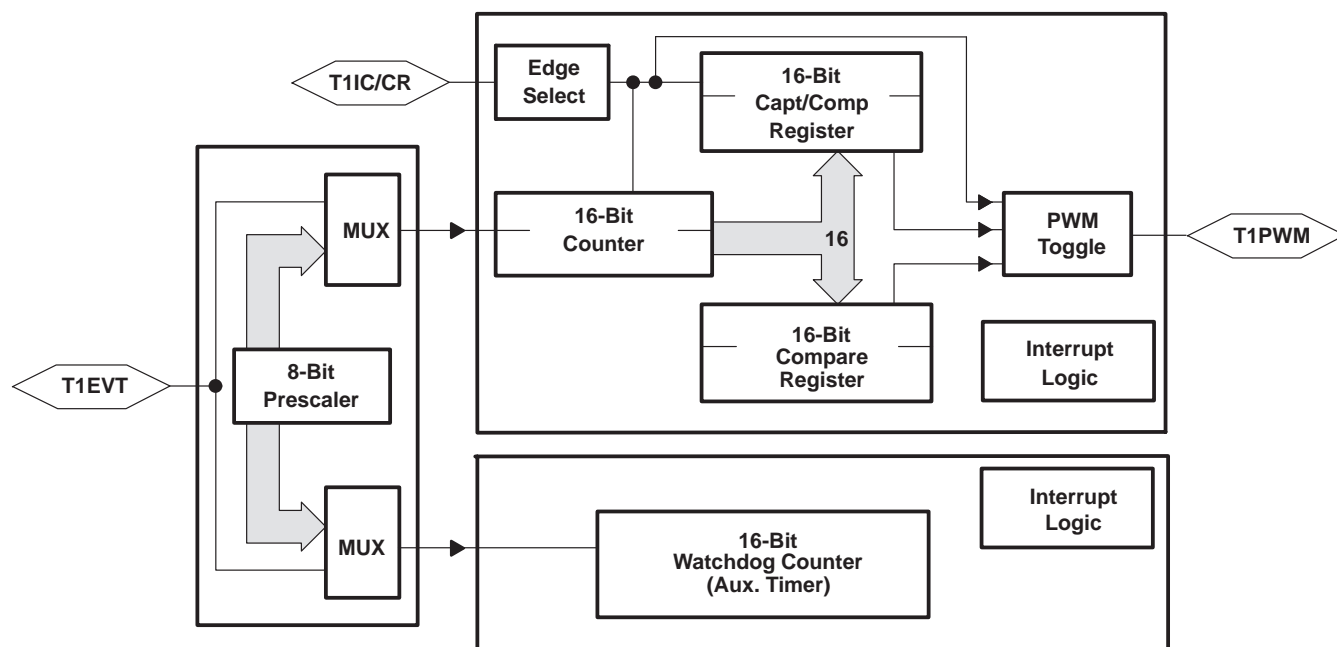 T1IC/CR
Edge
Select
16-Bit
Capt/Comp
Register
MUX
16-Bit
Counter
16
PWM
Toggle
T1PWM
8-Bit
Prescaler
T1EVT
16-Bit
Compare
Register
Interrupt
Logic
MUX
16-Bit
Watchdog Counter
(Aux. Timer)
Interrupt
Logic